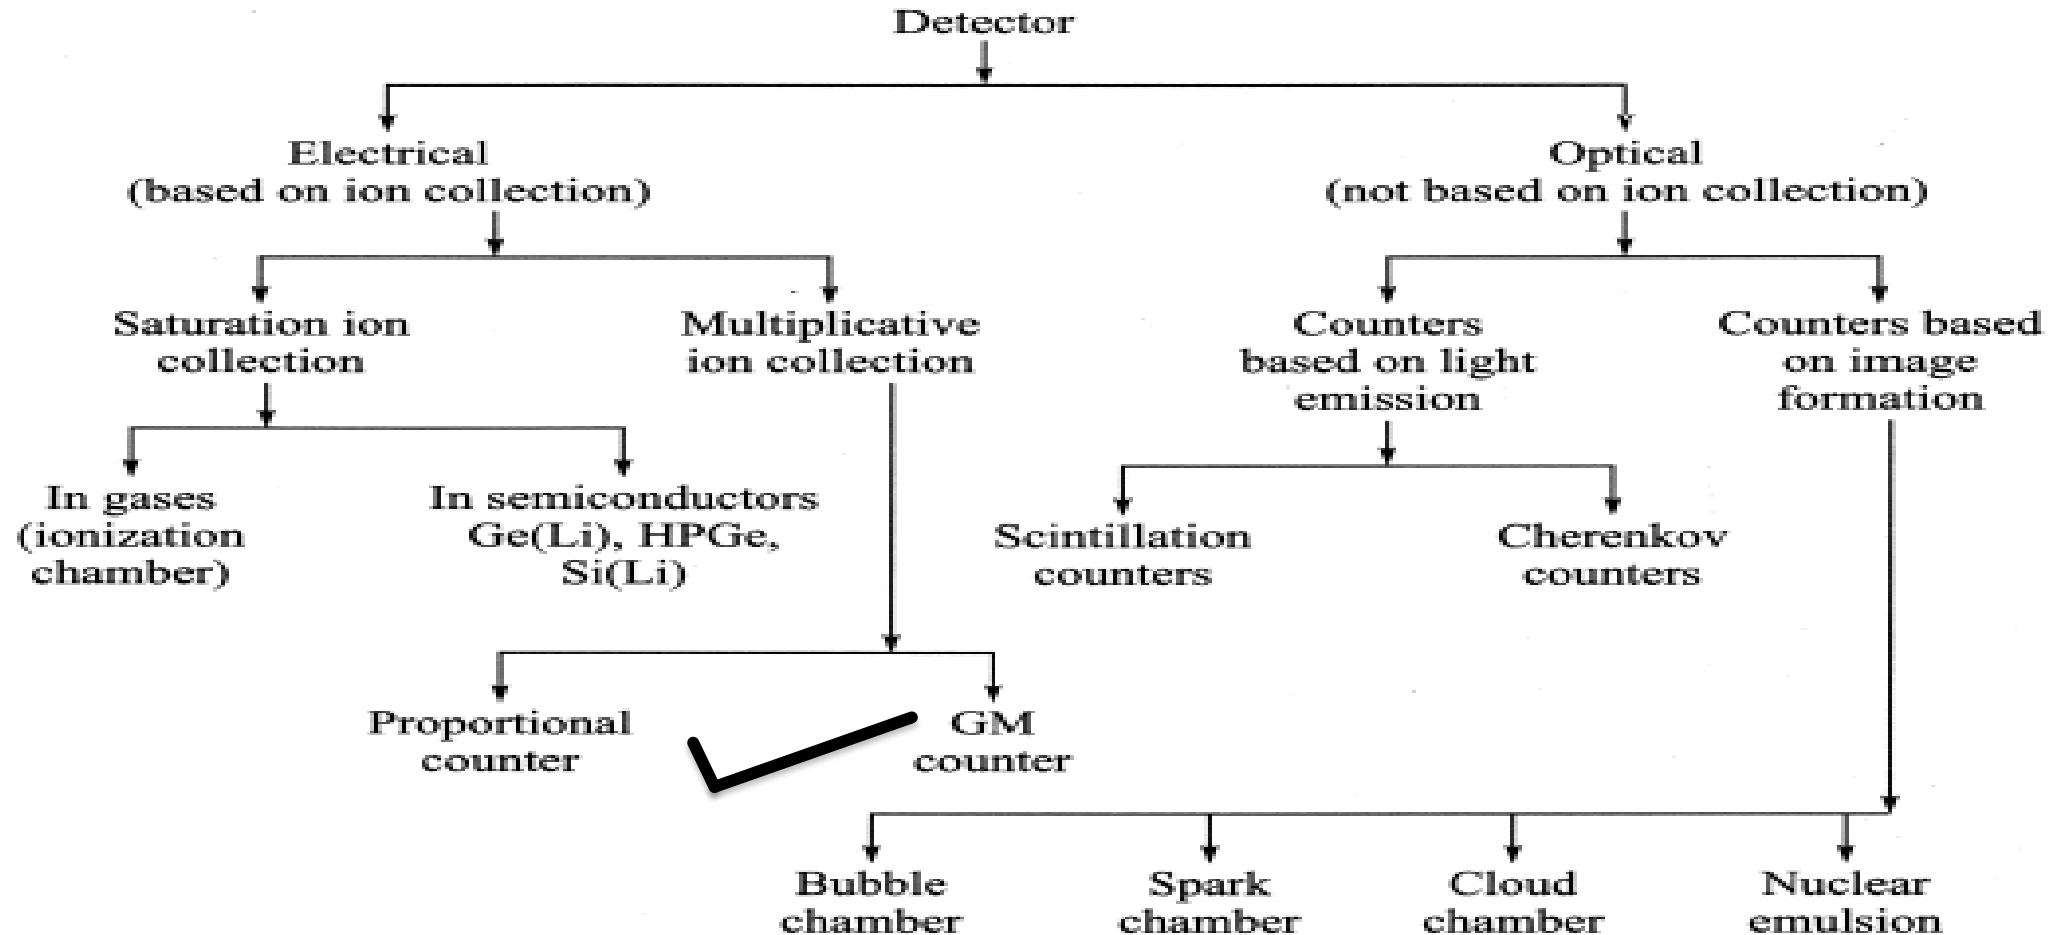 Detector
Electrical
(based on ion collection)
Optical
(not based on ion collection)
Saturation ion
collection
Multiplicative
ion collection
Counters
based on light
emission
Counters based
on image
formation
In gases
(ionization
chamber)
In semiconductors
Ge(Li), HPGe,
Si(Li)
Scintillation
counters
Cherenkov
counters
Proportional
counter
GM
counter
Bubble
chamber
Spark
chamber
Cloud
chamber
Nuclear
emulsion